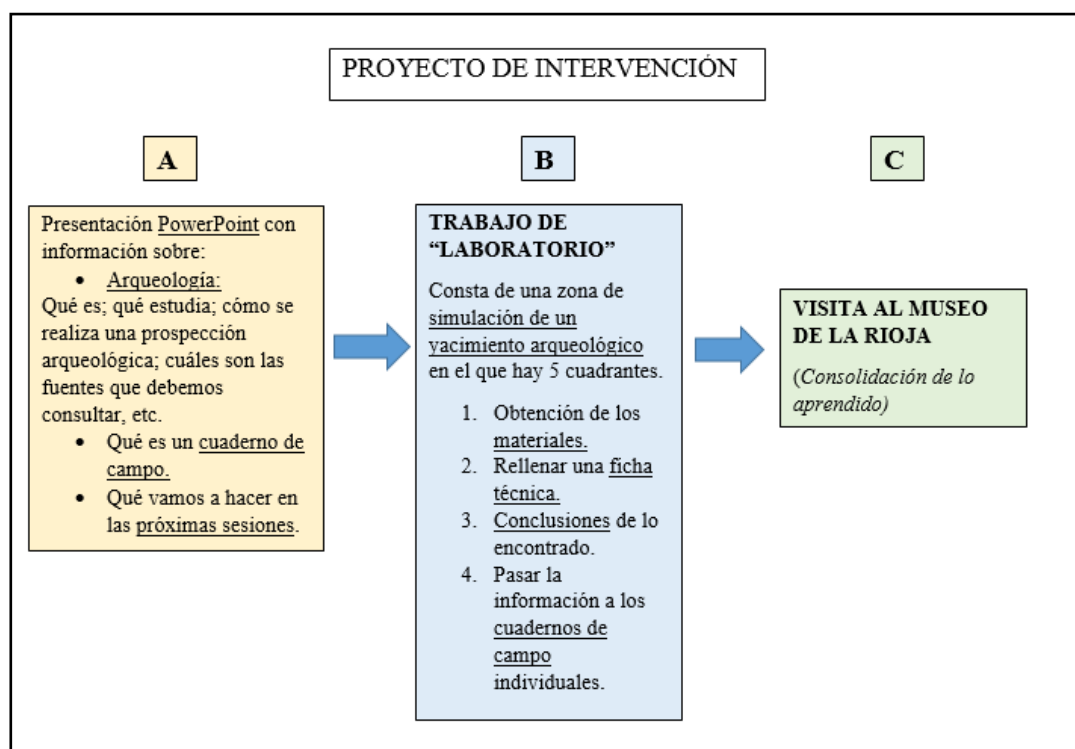 PROYECTO DE INTERVENCIÓN
A
Presentación PowerPoint con
información sobre:
• Arqueología:
Qué es; qué estudia; cómo se
realiza una prospección
arqueológica; cuáles son las
fuentes que debemos
consultar, etc.
• Qué es un cuaderno de
campo.
• Qué vamos a hacer en
las próximas sesiones.
B
TRABAJO DE
“LABORATORIO”
Consta de una zona de
simulación de un
yacimiento arqueológico
en el que hay 5 cuadrantes.
1. Obtención de los
materiales.
2. Rellenar una ficha
técnica.
3. Conclusiones de lo
encontrado.
4. Pasar la
información a los
cuadernos de
campo
individuales.
C
VISITA AL MUSEO
DE LA RIOJA
(Consolidación de lo
aprendido)